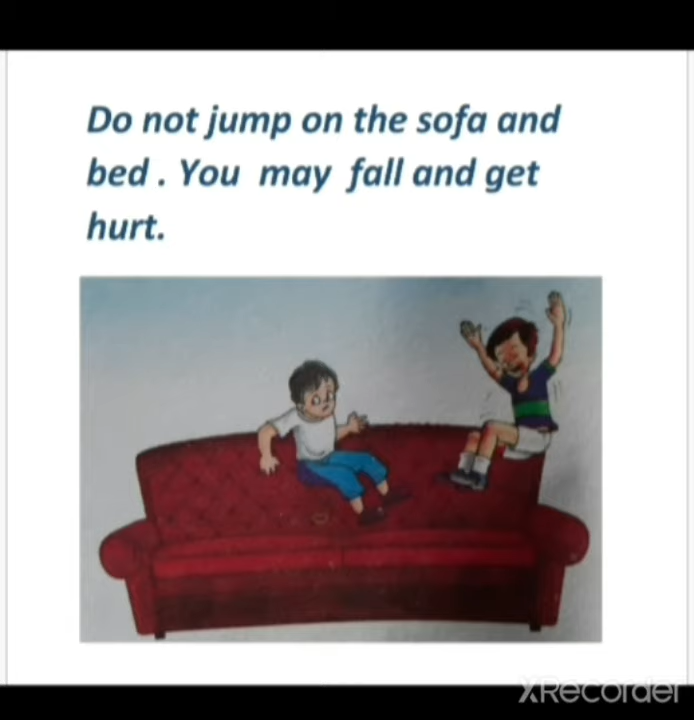 Do not jump on the sofa and
bed . You  may  fall and get
hurt.
XRecorder